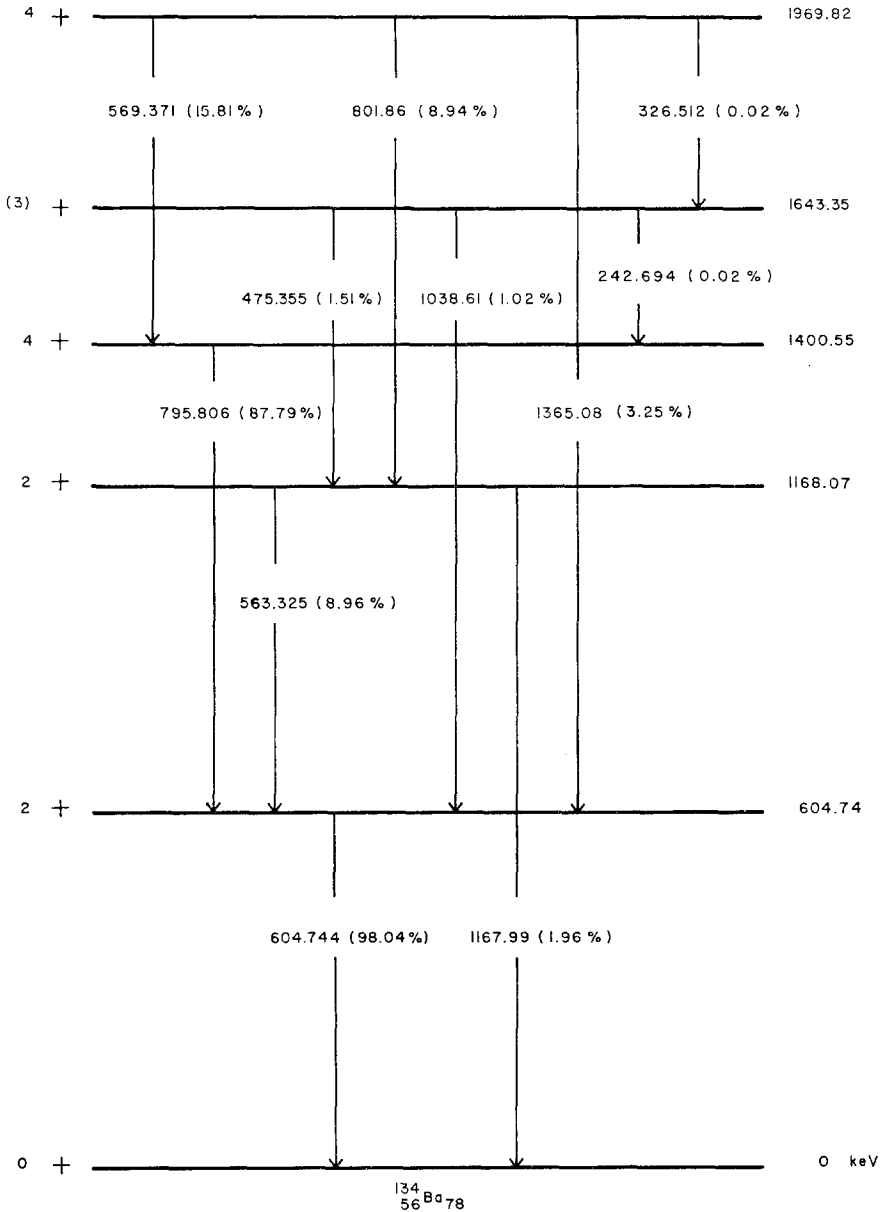 4 + 1969.82
569.371 (15.81%) 801.86 (8.94%) 326.512 (0.02%)
(3) + 1643.35
242.694 (0.02%)
475.355 (1.51%) 1038.61 (1.02%)
4 + 1400.55
795.806 (87.79%) 1365.08 (3.25%)
2 + 1168.07
563.325 (8.96%)
2 + 604.74
604.744 (98.04%) 1167.99 (1.96%)
0 + 0 keV
134
56 Ba 78